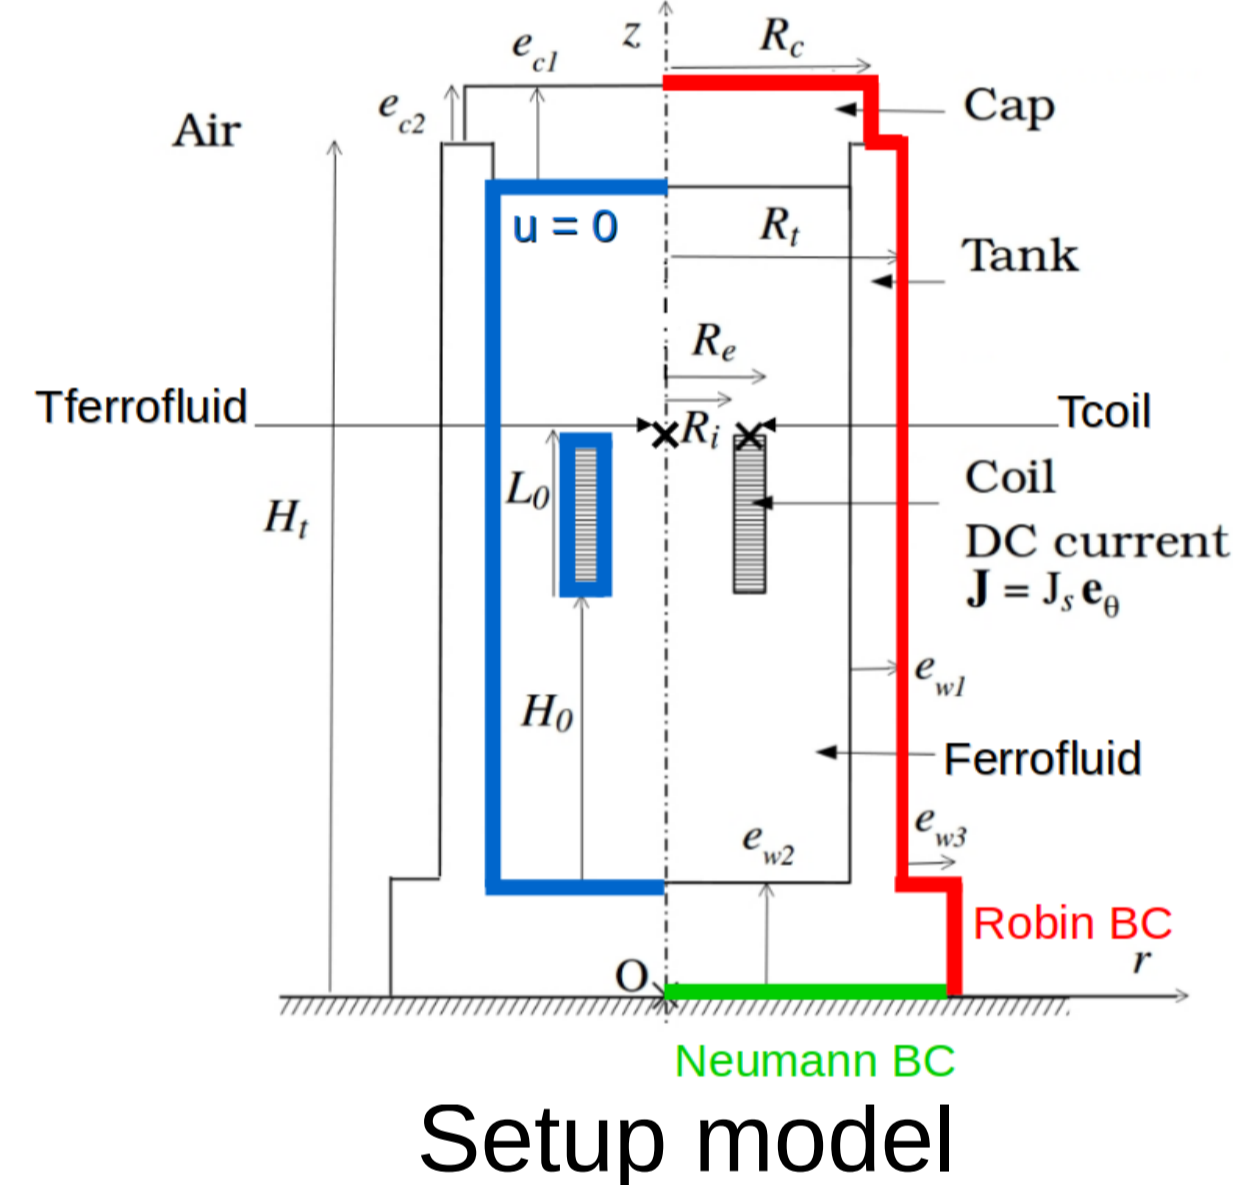 z
R_c
e_c1
e_c2
Cap
Air
u = 0
R_t
Tank
R_e
Tferrofluid
R_i
Tcoil
L_0
Coil
H_t
DC current
J = J_s e_θ
e_w1
H_0
Ferrofluid
e_w3
e_w2
Robin BC
r
O
Neumann BC
Setup model